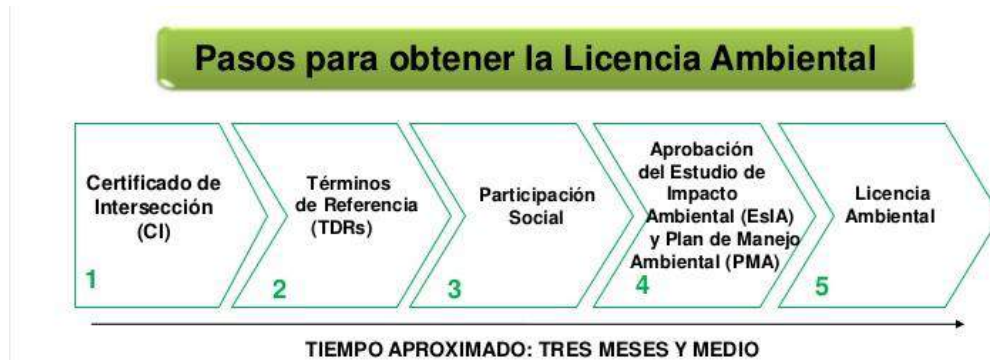 Pasos para obtener la Licencia Ambiental
Certificado de
Intersección
(CI)
1
Términos
de Referencia
(TDRs)
2
Participación
Social
3
Aprobación
del Estudio de
Impacto
Ambiental (EsIA)
y Plan de Manejo
Ambiental (PMA)
4
Licencia
Ambiental
5
TIEMPO APROXIMADO: TRES MESES Y MEDIO